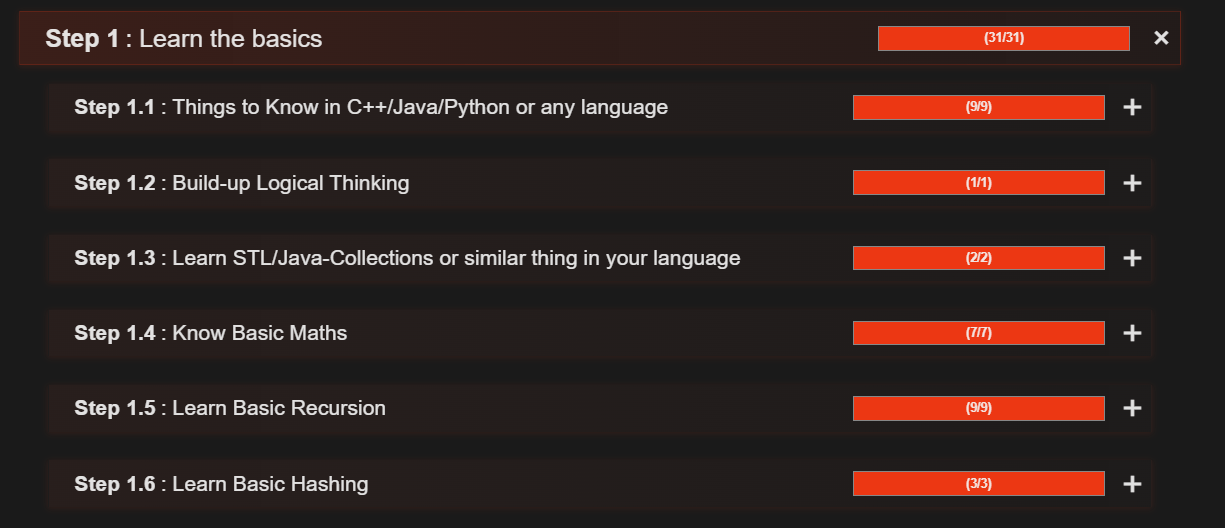 Step 1 : Learn the basics (31/31) ×
Step 1.1 : Things to Know in C++/Java/Python or any language (9/9) +
Step 1.2 : Build-up Logical Thinking (1/1) +
Step 1.3 : Learn STL/Java-Collections or similar thing in your language (2/2) +
Step 1.4 : Know Basic Maths (7/7) +
Step 1.5 : Learn Basic Recursion (9/9) +
Step 1.6 : Learn Basic Hashing (3/3) +